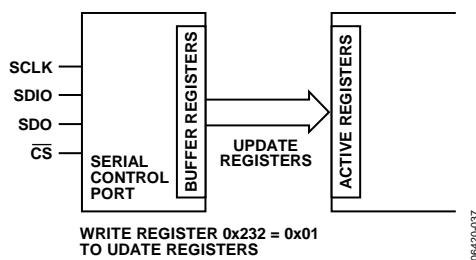 SCLK
SDIO
SDO
CS
SERIAL
CONTROL
PORT
BUFFER REGISTERS
UPDATE
REGISTERS
ACTIVE REGISTERS
WRITE REGISTER 0x232 = 0x01
TO UDATE REGISTERS
06420-037